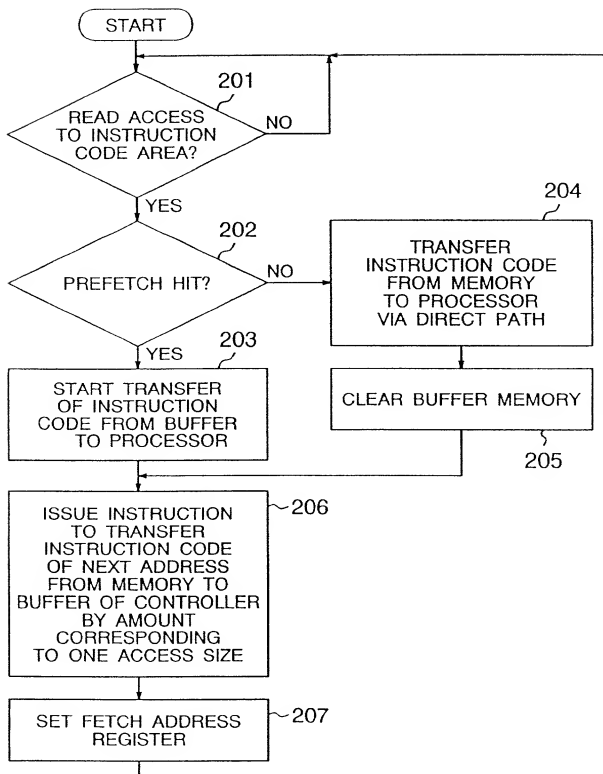 START
201
READ ACCESS
TO INSTRUCTION
CODE AREA?
NO
YES
202
PREFETCH HIT?
NO
YES
204
TRANSFER
INSTRUCTION CODE
FROM MEMORY
TO PROCESSOR
VIA DIRECT PATH
203
START TRANSFER
OF INSTRUCTION
CODE FROM BUFFER
TO PROCESSOR
CLEAR BUFFER MEMORY
205
206
ISSUE INSTRUCTION
TO TRANSFER
INSTRUCTION CODE
OF NEXT ADDRESS
FROM MEMORY TO
BUFFER OF CONTROLLER
BY AMOUNT
CORRESPONDING
TO ONE ACCESS SIZE
207
SET FETCH ADDRESS
REGISTER